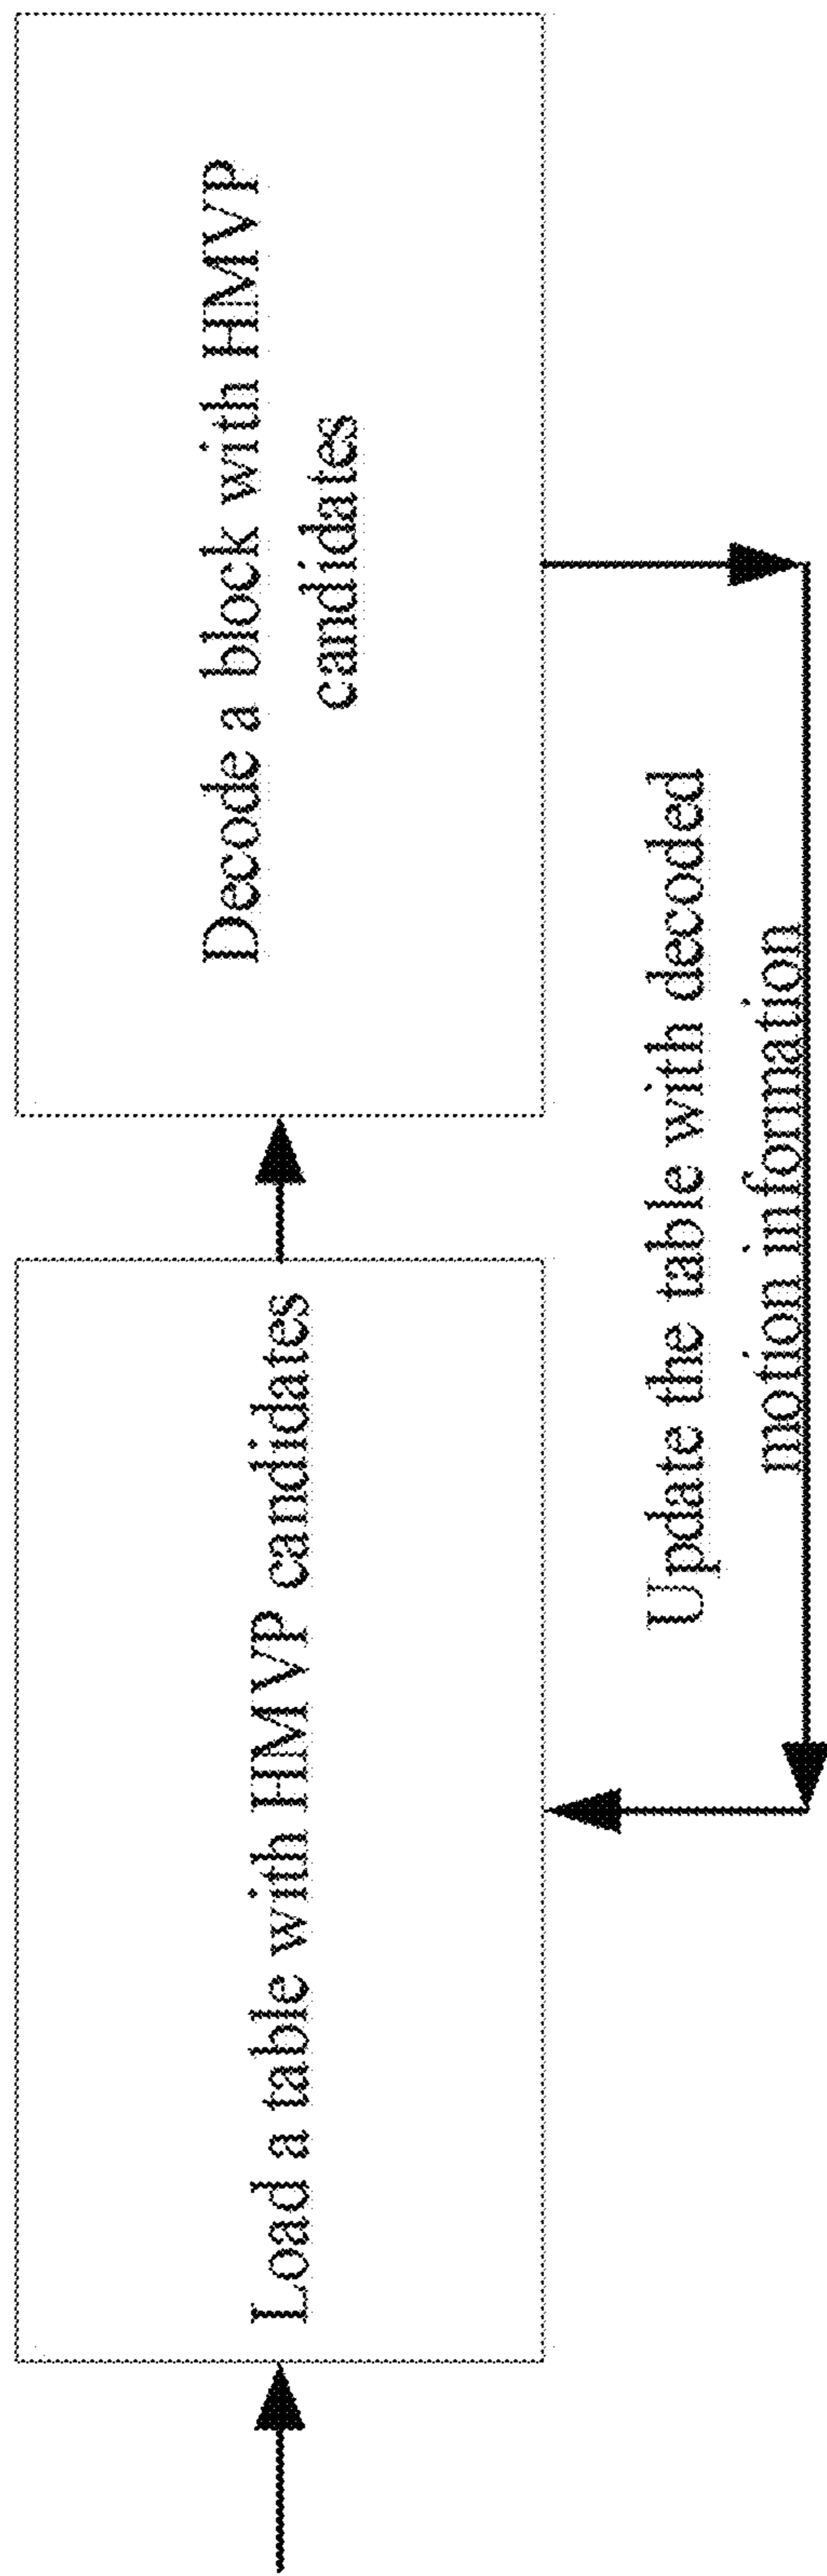 Load a table with HMVP candidates
Decode a block with HMVP
candidates
Update the table with decoded
motion information